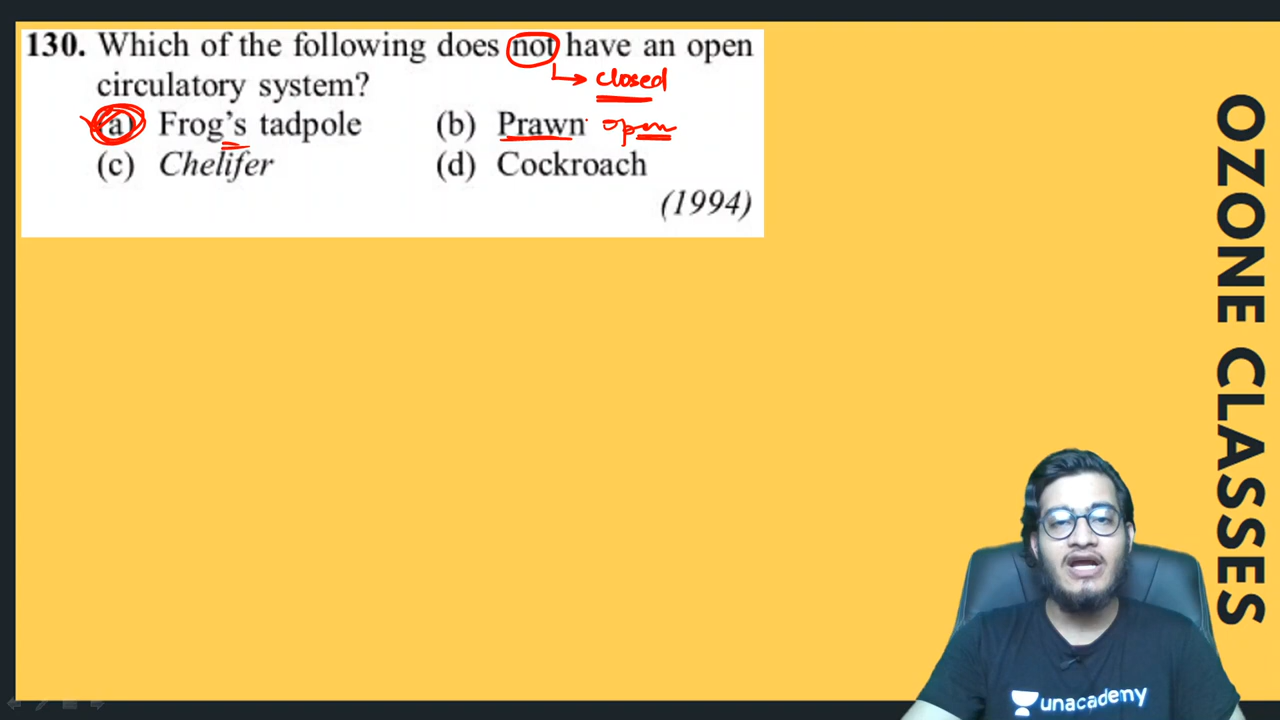 130. Which of the following does not have an open
closed
circulatory system?
(a) Frog's tadpole (b) Prawn open
(c) Chelifer (d) Cockroach
(1994)
OZONE CLASSES
unacademy